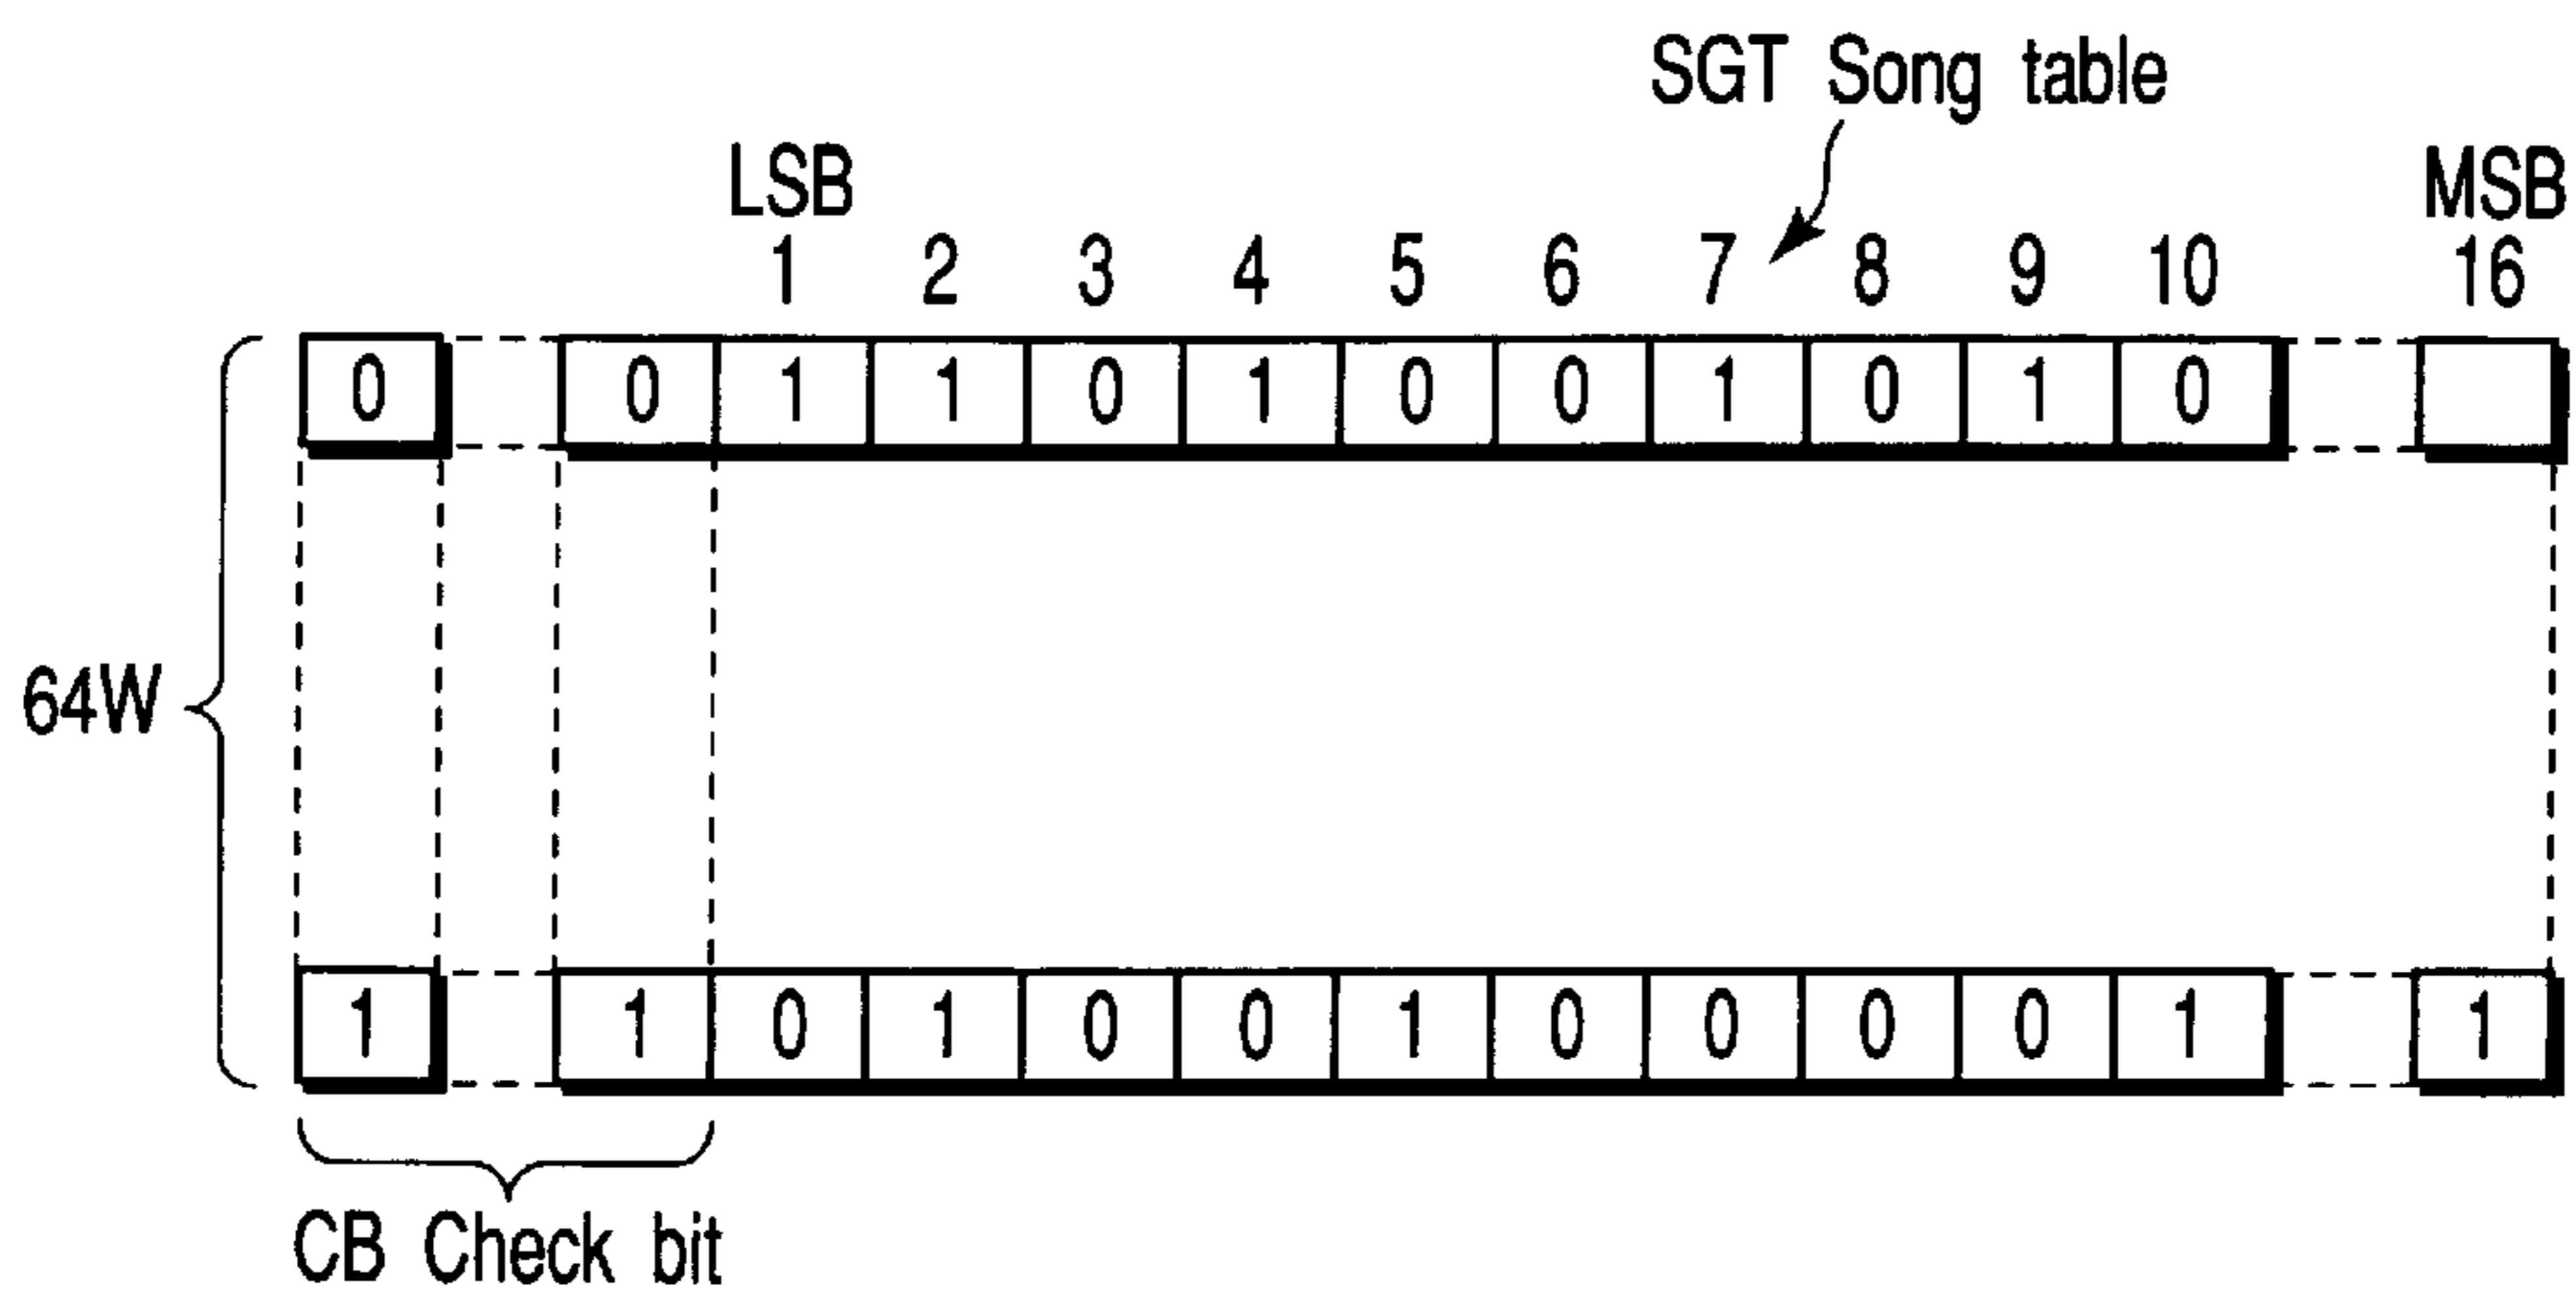 SGT Song table
LSB MSB
1 2 3 4 5 6 7 8 9 10 16
0 0 1 1 0 1 0 0 1 0 1 0
64W
1 1 0 1 0 0 1 0 0 0 0 1 1
CB Check bit